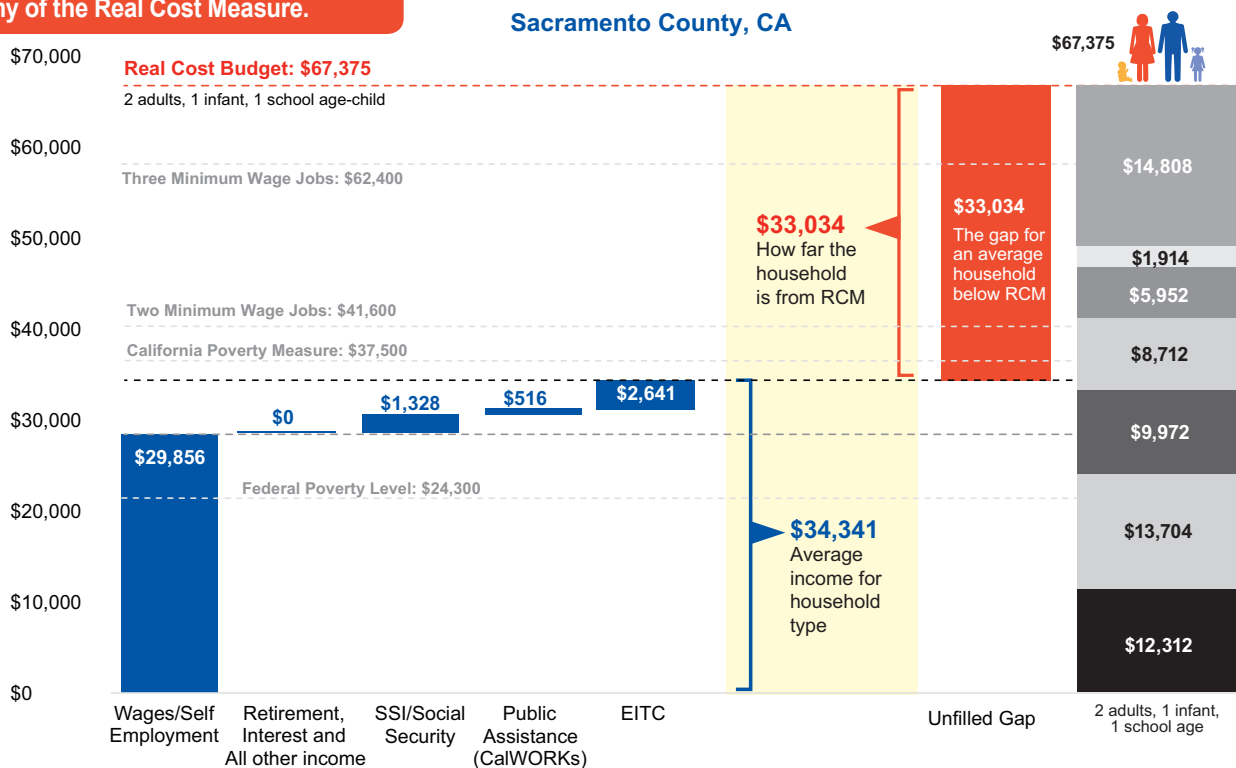 ny of the Real Cost Measure.
Sacramento County, CA
$67,375
$70,000
Real Cost Budget: $67,375
2 adults, 1 infant, 1 school age-child
$60,000
Three Minimum Wage Jobs: $62,400
$50,000
Two Minimum Wage Jobs: $41,600
$40,000
California Poverty Measure: $37,500
$30,000
$20,000
Federal Poverty Level: $24,300
$10,000
$0
$29,856
$0
$1,328
$516
$2,641
$33,034
How far the
household
is from RCM
$34,341
Average
income for
household
type
$33,034
The gap for
an average
household
below RCM
$14,808
$1,914
$5,952
$8,712
$9,972
$13,704
$12,312
Wages/Self
Employment
Retirement,
Interest and
All other income
SSI/Social
Security
Public
Assistance
(CalWORKs)
EITC
Unfilled Gap
2 adults, 1 infant,
1 school age